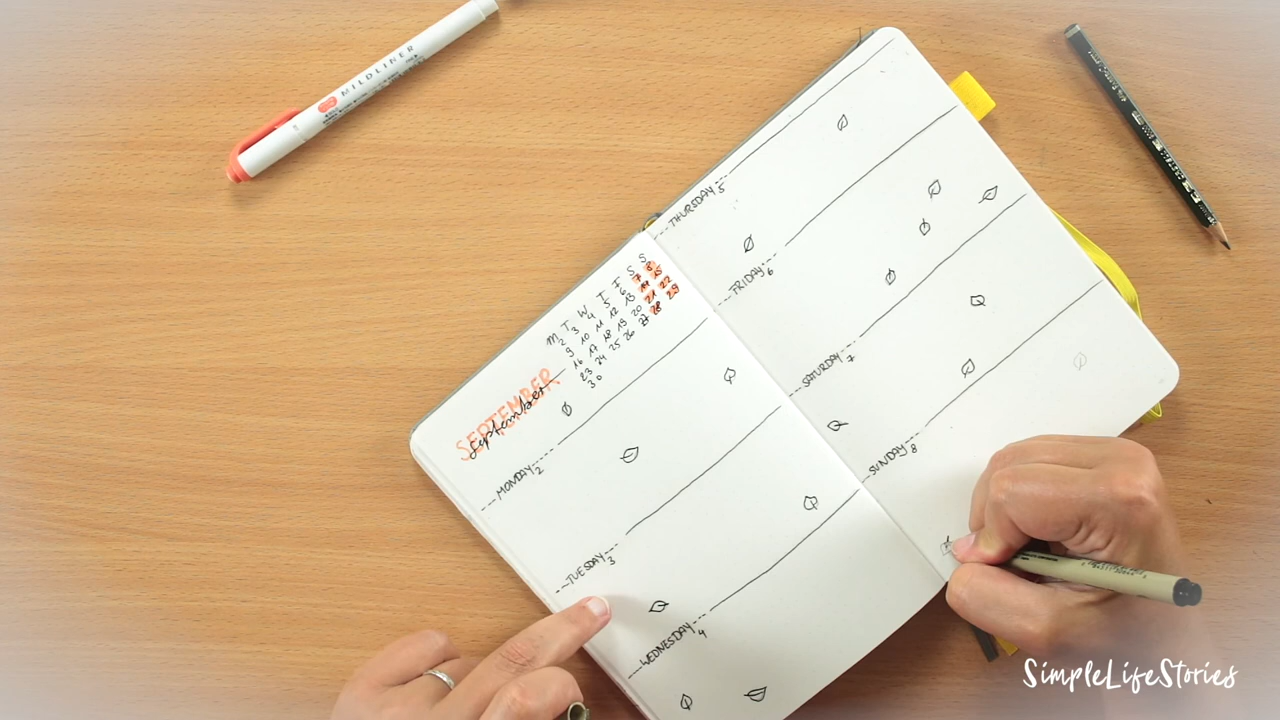 MILDLINER
SEPTEMBER
September
M T W T F S S
2 3 4 5 6 7 8
9 10 11 12 13 14 15
16 17 18 19 20 21 22
23 24 25 26 27 28 29
30
MONDAY 2
TUESDAY 3
WEDNESDAY 4
THURSDAY 5
FRIDAY 6
SATURDAY 7
SUNDAY 8
SimpleLifeStories